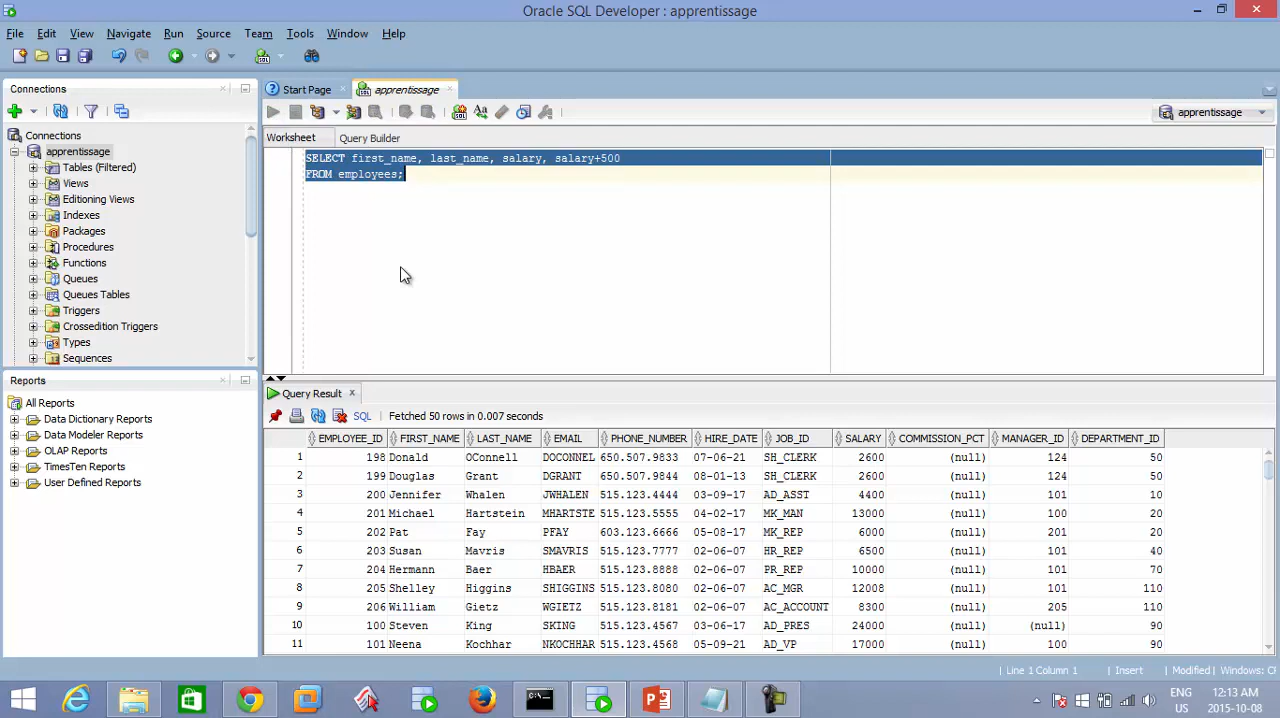 Oracle SQL Developer : apprentissage
File Edit View Navigate Run Source Team Tools Window Help
Connections
Connections
apprentissage
Tables (Filtered)
Views
Editioning Views
Indexes
Packages
Procedures
Functions
Queues
Queues Tables
Triggers
Crossedition Triggers
Types
Sequences
Reports
All Reports
Data Dictionary Reports
Data Modeler Reports
OLAP Reports
TimesTen Reports
User Defined Reports
Start Page apprentissage
apprentissage
Worksheet Query Builder
SELECT first_name, last_name, salary, salary+500
FROM employees;
Query Result
SQL Fetched 50 rows in 0.007 seconds
EMPLOYEE_ID FIRST_NAME LAST_NAME EMAIL PHONE_NUMBER HIRE_DATE JOB_ID SALARY COMMISSION_PCT MANAGER_ID DEPARTMENT_ID
1 198 Donald OConnell DOCONNEL 650.507.9833 07-06-21 SH_CLERK 2600 (null) 124 50
2 199 Douglas Grant DGRANT 650.507.9844 08-01-13 SH_CLERK 2600 (null) 124 50
3 200 Jennifer Whalen JWHALEN 515.123.4444 03-09-17 AD_ASST 4400 (null) 101 10
4 201 Michael Hartstein MHARTSTE 515.123.5555 04-02-17 MK_MAN 13000 (null) 100 20
5 202 Pat Fay PFAY 603.123.6666 05-08-17 MK_REP 6000 (null) 201 20
6 203 Susan Mavris SMAVRIS 515.123.7777 02-06-07 HR_REP 6500 (null) 101 40
7 204 Hermann Baer HBAER 515.123.8888 02-06-07 PR_REP 10000 (null) 101 70
8 205 Shelley Higgins SHIGGINS 515.123.8080 02-06-07 AC_MGR 12008 (null) 101 110
9 206 William Gietz WGIETZ 515.123.8181 02-06-07 AC_ACCOUNT 8300 (null) 205 110
10 100 Steven King SKING 515.123.4567 03-06-17 AD_PRES 24000 (null) (null) 90
11 101 Neena Kochhar NKOCHHAR 515.123.4568 05-09-21 AD_VP 17000 (null) 100 90
Line 1 Column 1 Insert Modified Windows: CF
ENG 12:13 AM
US 2015-10-08